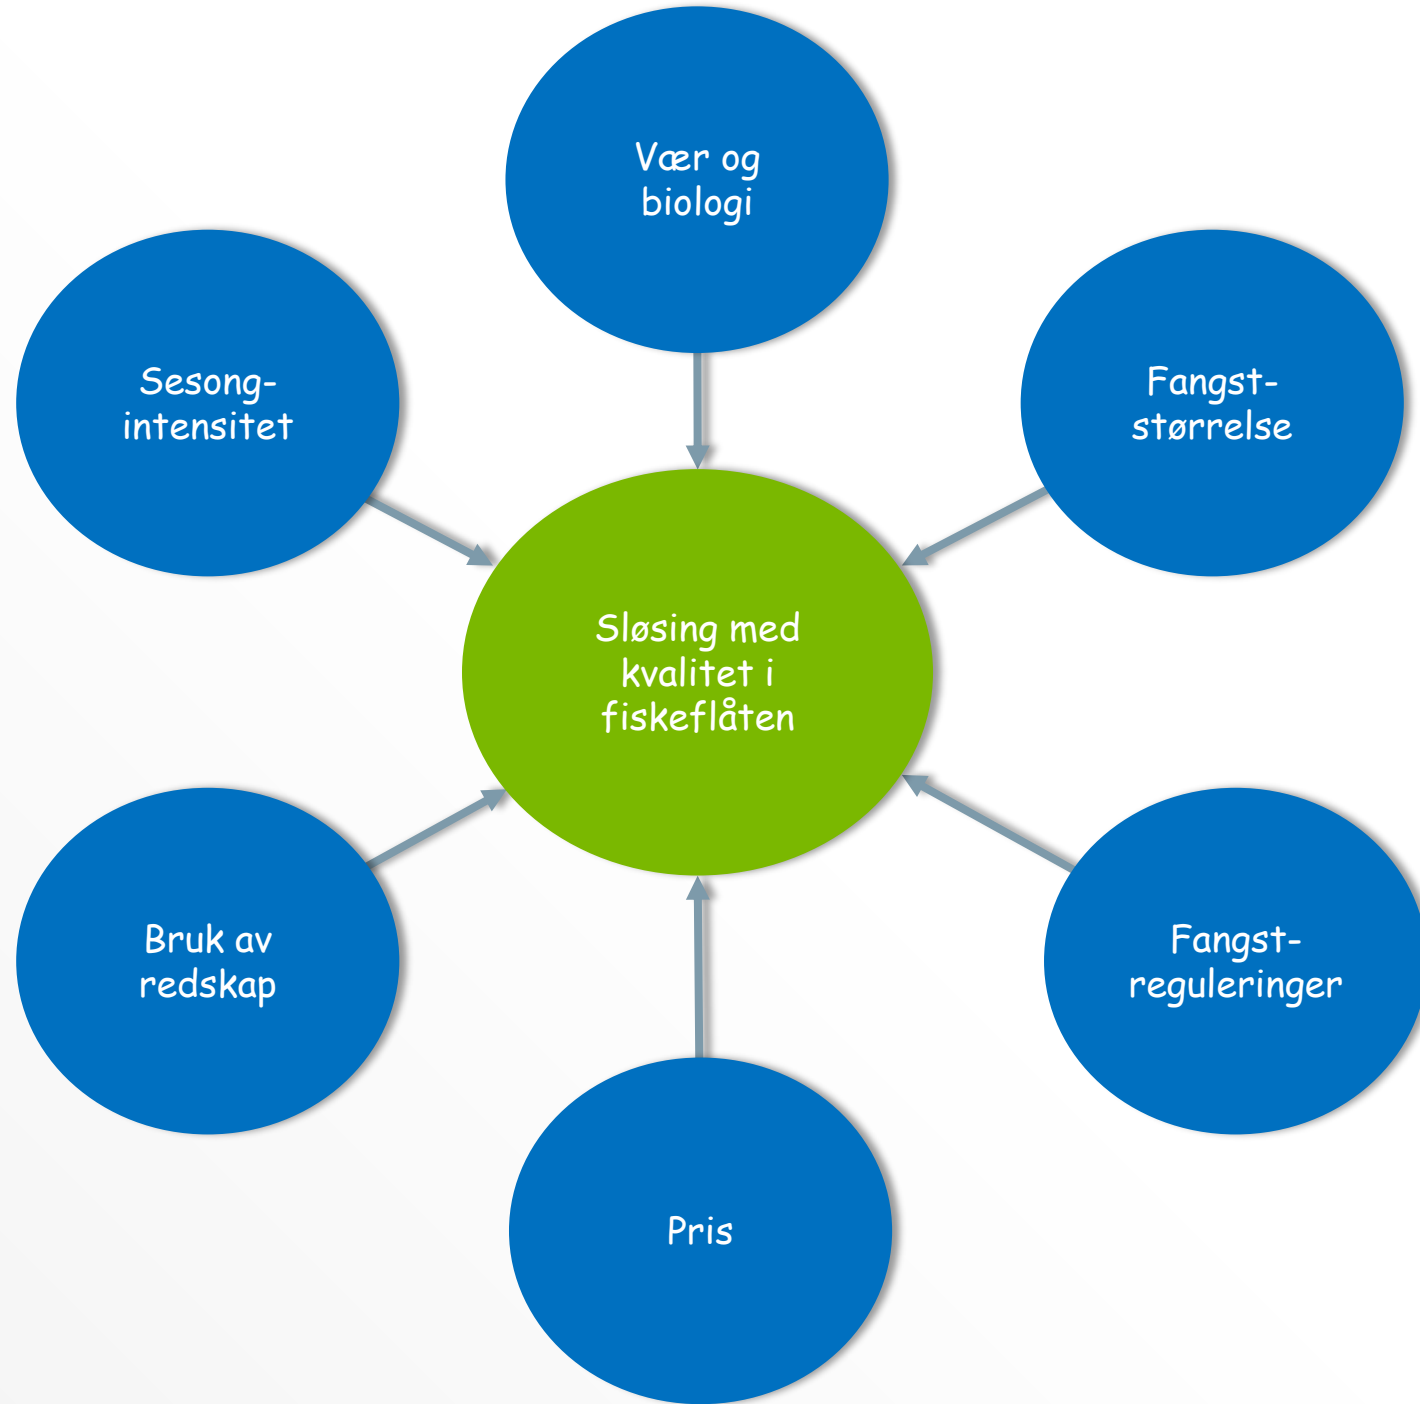 Vær og
biologi
Sesong-
intensitet
Fangst-
størrelse
Sløsing med
kvalitet i
fiskeflåten
Bruk av
redskap
Fangst-
reguleringer
Pris